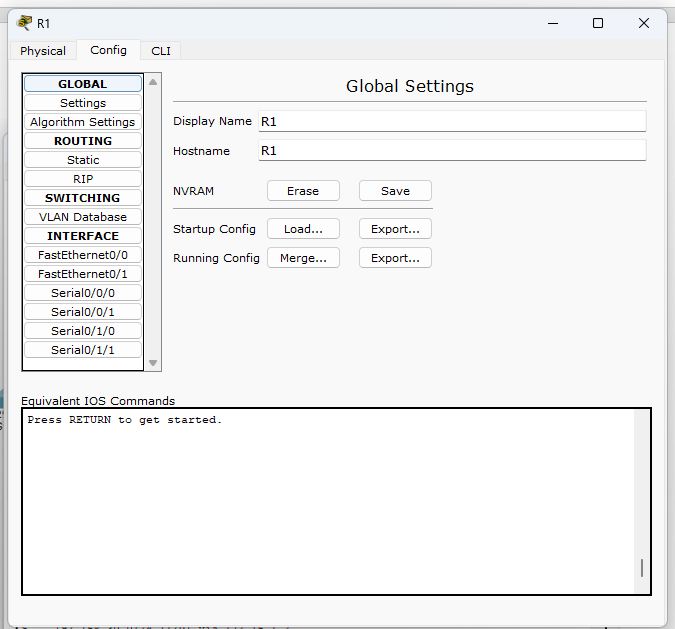 R1
Physical Config CLI
GLOBAL
Settings
Algorithm Settings
ROUTING
Static
RIP
SWITCHING
VLAN Database
INTERFACE
FastEthernet0/0
FastEthernet0/1
Serial0/0/0
Serial0/0/1
Serial0/1/0
Serial0/1/1
Global Settings
Display Name R1
Hostname R1
NVRAM Erase Save
Startup Config Load... Export...
Running Config Merge... Export...
Equivalent IOS Commands
Press RETURN to get started.